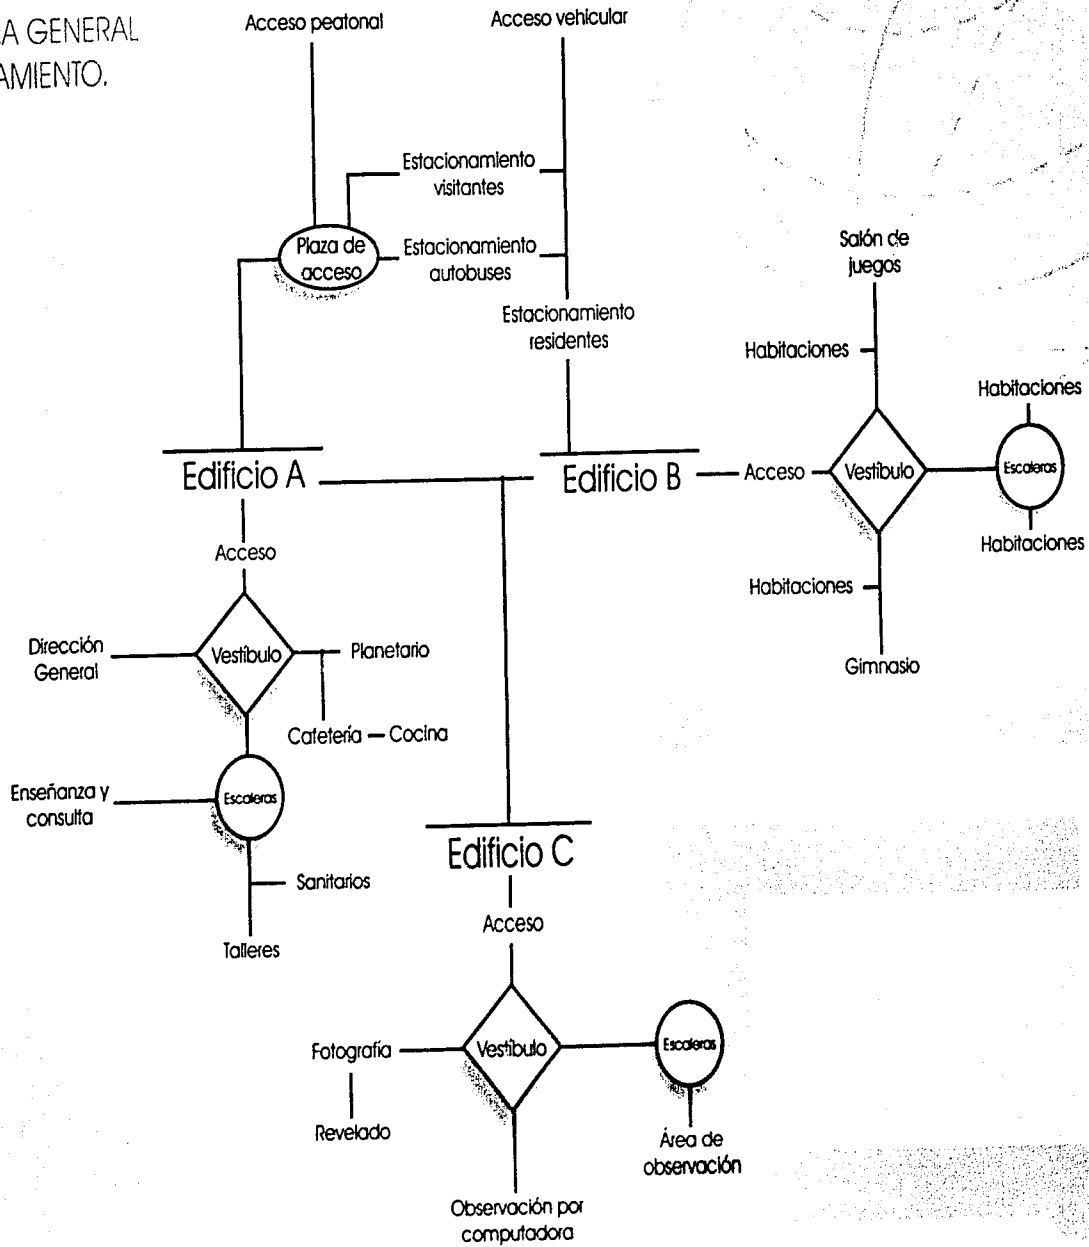 A GENERAL
AMIENTO.
Acceso peatonal
Acceso vehicular
Estacionamiento
visitantes
Plaza de
acceso
Estacionamiento
autobuses
Estacionamiento
residentes
Salón de
juegos
Habitaciones
Habitaciones
Edificio A
Edificio B
Acceso
Vestíbulo
Escaleras
Habitaciones
Habitaciones
Gimnasio
Acceso
Dirección
General
Vestíbulo
Planetario
Cafetería
Cocina
Enseñanza y
consulta
Escaleras
Sanitarios
Talleres
Edificio C
Acceso
Fotografía
Vestíbulo
Escaleras
Revelado
Área de
observación
Observación por
computadora